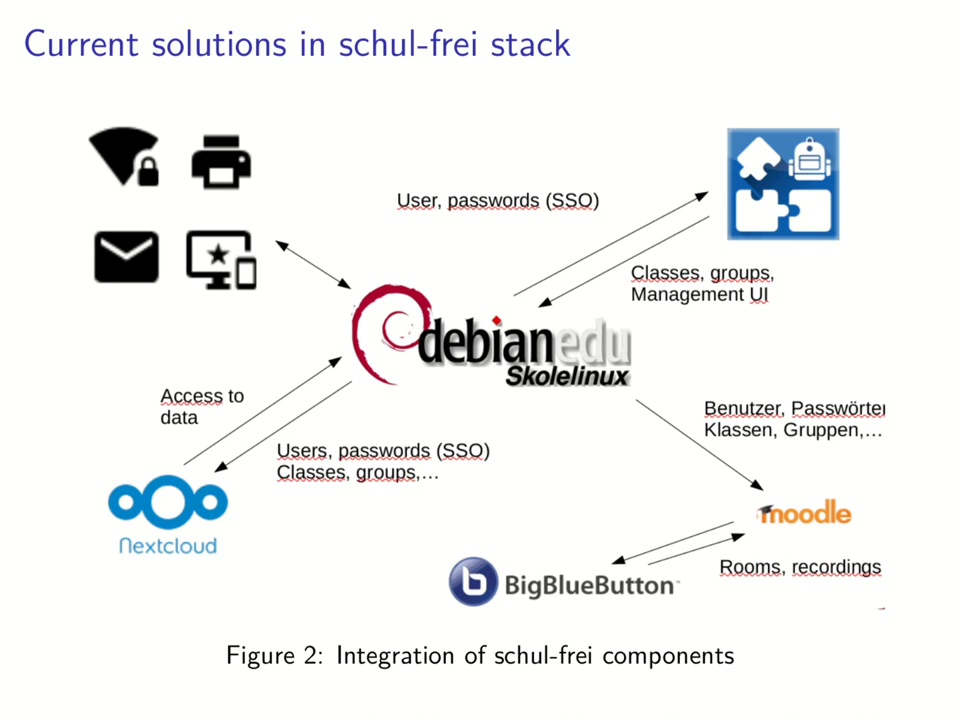 Current solutions in schul-frei stack
User, passwords (SSO)
Classes, groups,
Management UI
debianedu
Skolelinux
Access to
data
Benutzer, Passwörter
Klassen, Gruppen,...
Users, passwords (SSO)
Classes, groups,...
moodle
Nextcloud
Rooms, recordings
b BigBlueButton™
Figure 2: Integration of schul-frei components